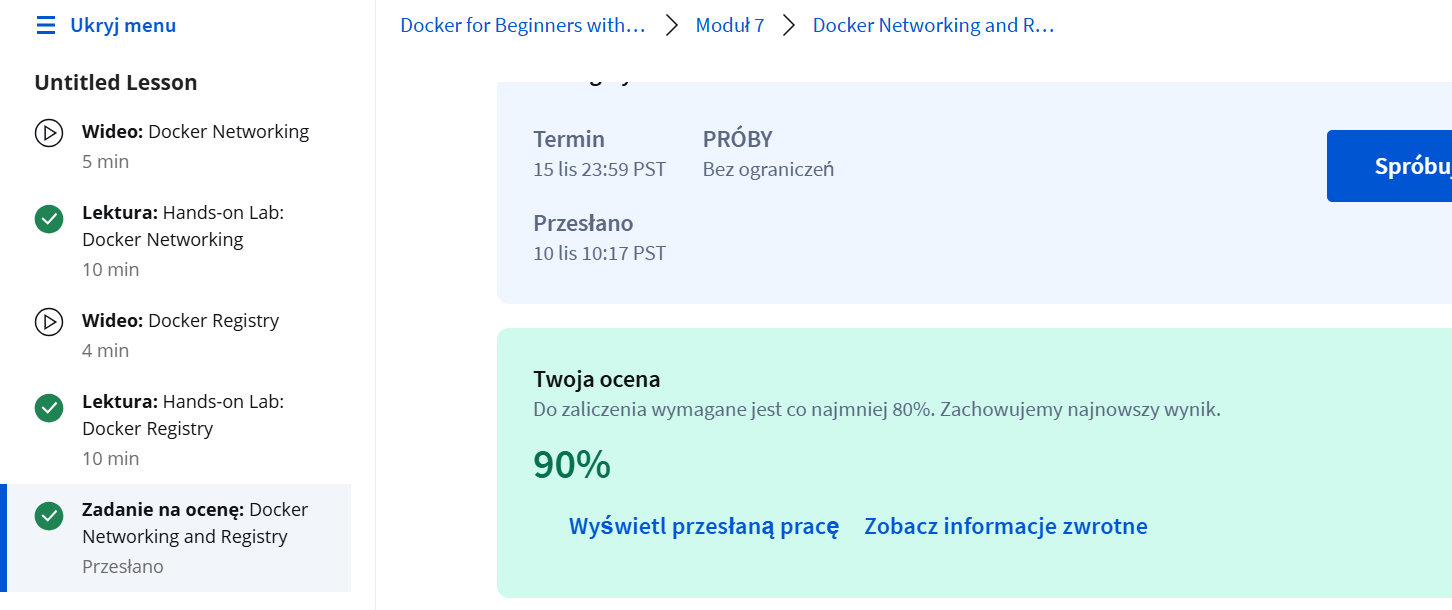 Ukryj menu
Docker for Beginners with… Moduł 7 Docker Networking and R…
Untitled Lesson
Wideo: Docker Networking
5 min
Lektura: Hands-on Lab:
Docker Networking
10 min
Wideo: Docker Registry
4 min
Lektura: Hands-on Lab:
Docker Registry
10 min
Zadanie na ocenę: Docker
Networking and Registry
Przesłano
Termin
15 lis 23:59 PST
PRÓBY
Bez ograniczeń
Przesłano
10 lis 10:17 PST
Twoja ocena
Do zaliczenia wymagane jest co najmniej 80%. Zachowujemy najnowszy wynik.
90%
Wyświetl przesłaną pracę Zobacz informacje zwrotne